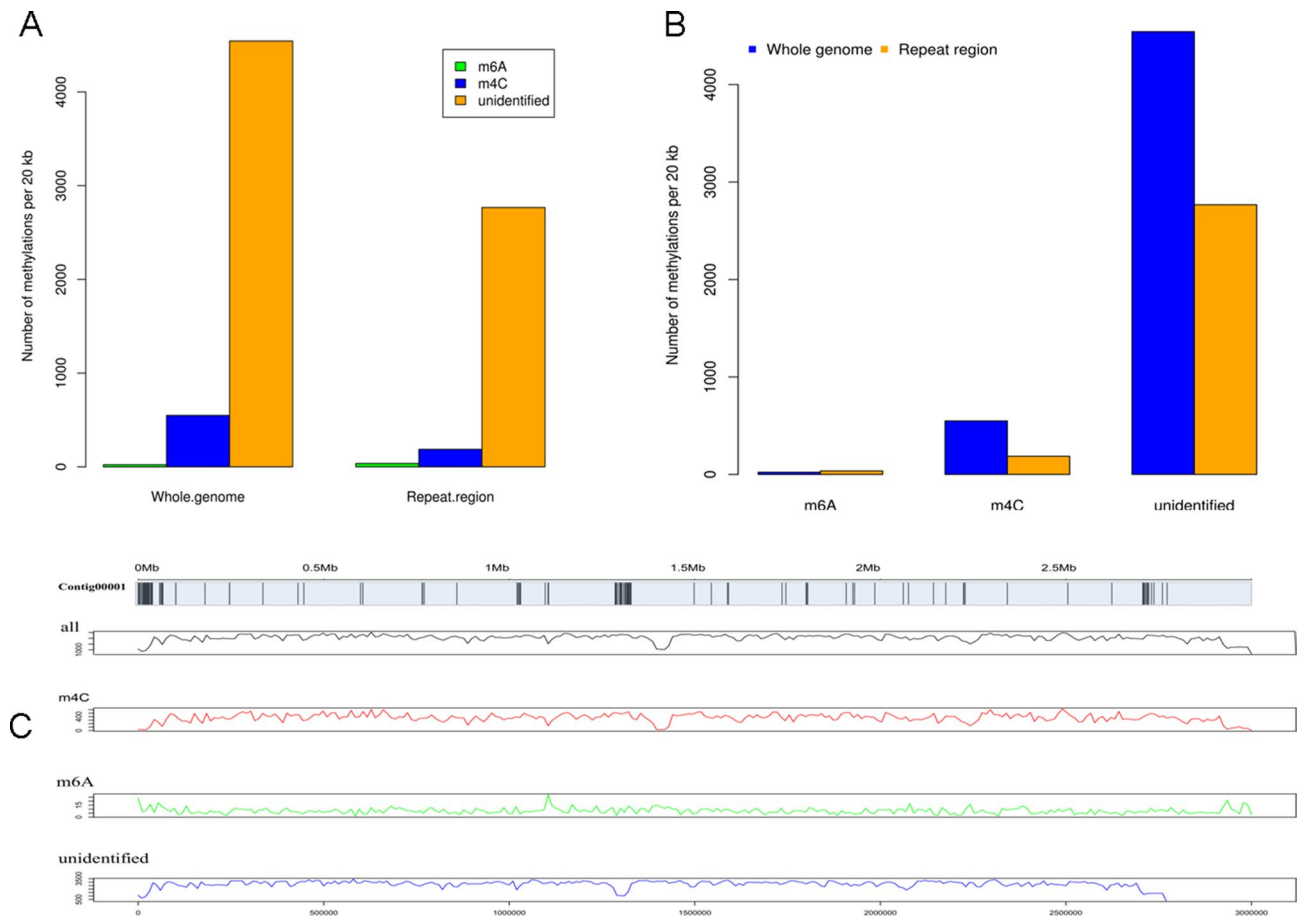 A
m6A
m4C
unidentified
Number of methylations per 20 kb
0
1000
2000
3000
4000
Whole.genome
Repeat.region
B
Whole genome
Repeat region
Number of methylations per 20 kb
0
1000
2000
3000
4000
m6A
m4C
unidentified
C
0Mb 0.5Mb 1Mb 1.5Mb 2Mb 2.5Mb
Contig00001
all
1000
m4C
0 400
m6A
0 15
unidentified
500 3500
0 500000 1000000 1500000 2000000 2500000 3000000